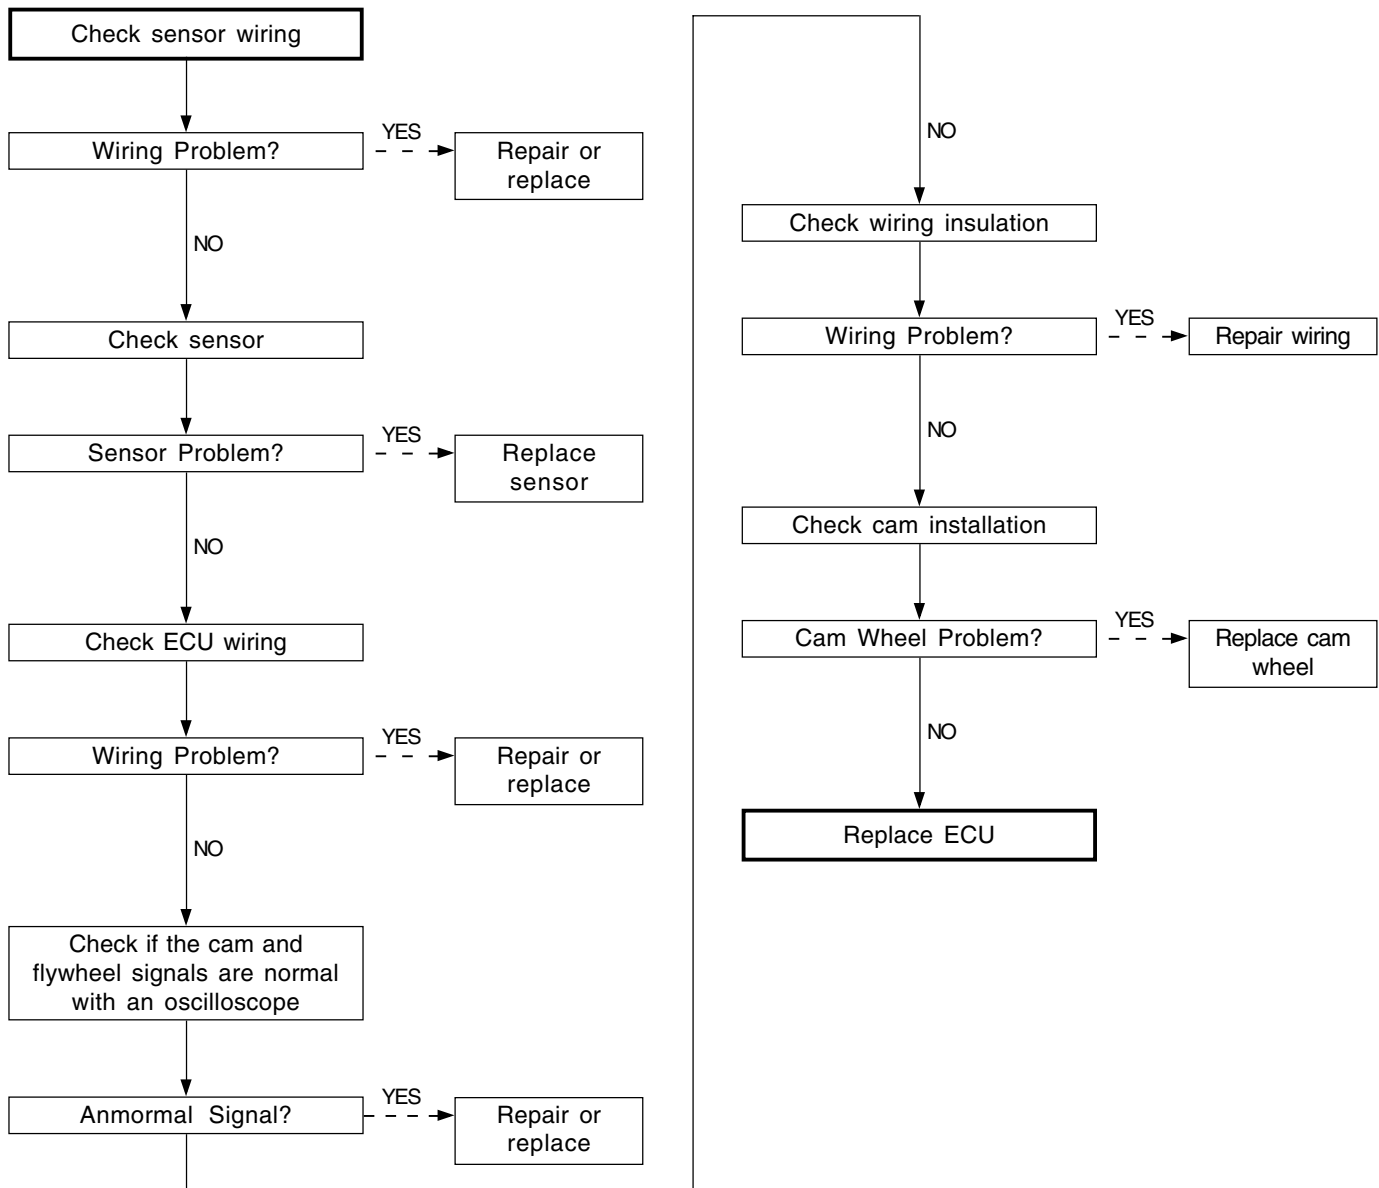 Check sensor wiring
Wiring Problem?
YES
Repair or
replace
NO
Check sensor
Sensor Problem?
YES
Replace
sensor
NO
Check ECU wiring
Wiring Problem?
YES
Repair or
replace
NO
Check if the cam and
flywheel signals are normal
with an oscilloscope
Anmormal Signal?
YES
Repair or
replace
NO
Check wiring insulation
Wiring Problem?
YES
Repair wiring
NO
Check cam installation
Cam Wheel Problem?
YES
Replace cam
wheel
NO
Replace ECU